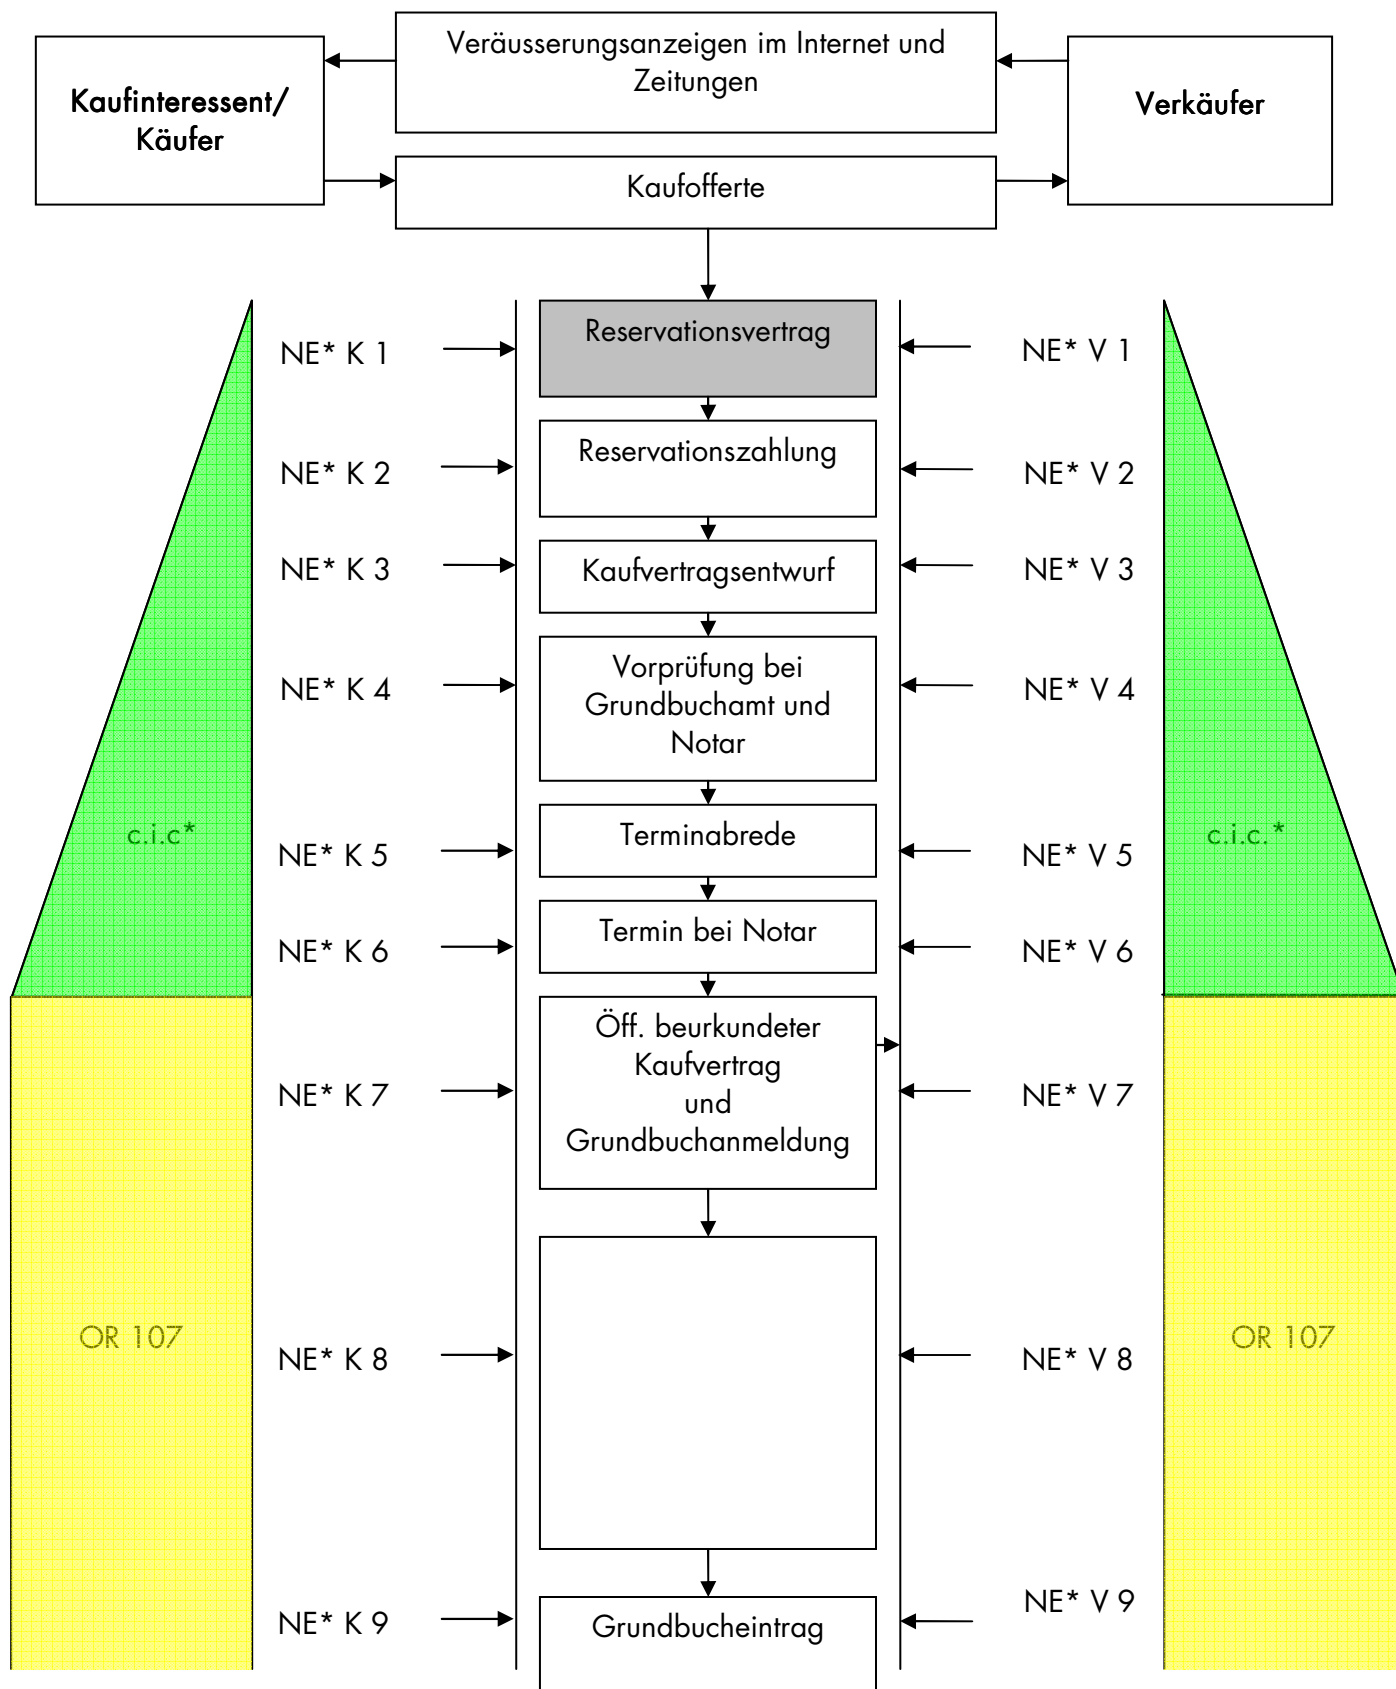 Veräusserungsanzeigen im Internet und
Zeitungen
Kaufinteressent/
Käufer
Verkäufer
Kaufofferte
Reservationsvertrag
NE* K 1
NE* V 1
Reservationszahlung
NE* K 2
NE* V 2
Kaufvertragsentwurf
NE* K 3
NE* V 3
Vorprüfung bei
Grundbuchamt und
Notar
NE* K 4
NE* V 4
c.i.c*
Terminabrede
c.i.c.*
NE* K 5
NE* V 5
Termin bei Notar
NE* K 6
NE* V 6
Öff. beurkundeter
Kaufvertrag
und
Grundbuchanmeldung
NE* K 7
NE* V 7
OR 107
OR 107
NE* K 8
NE* V 8
NE* K 9
Grundbucheintrag
NE* V 9